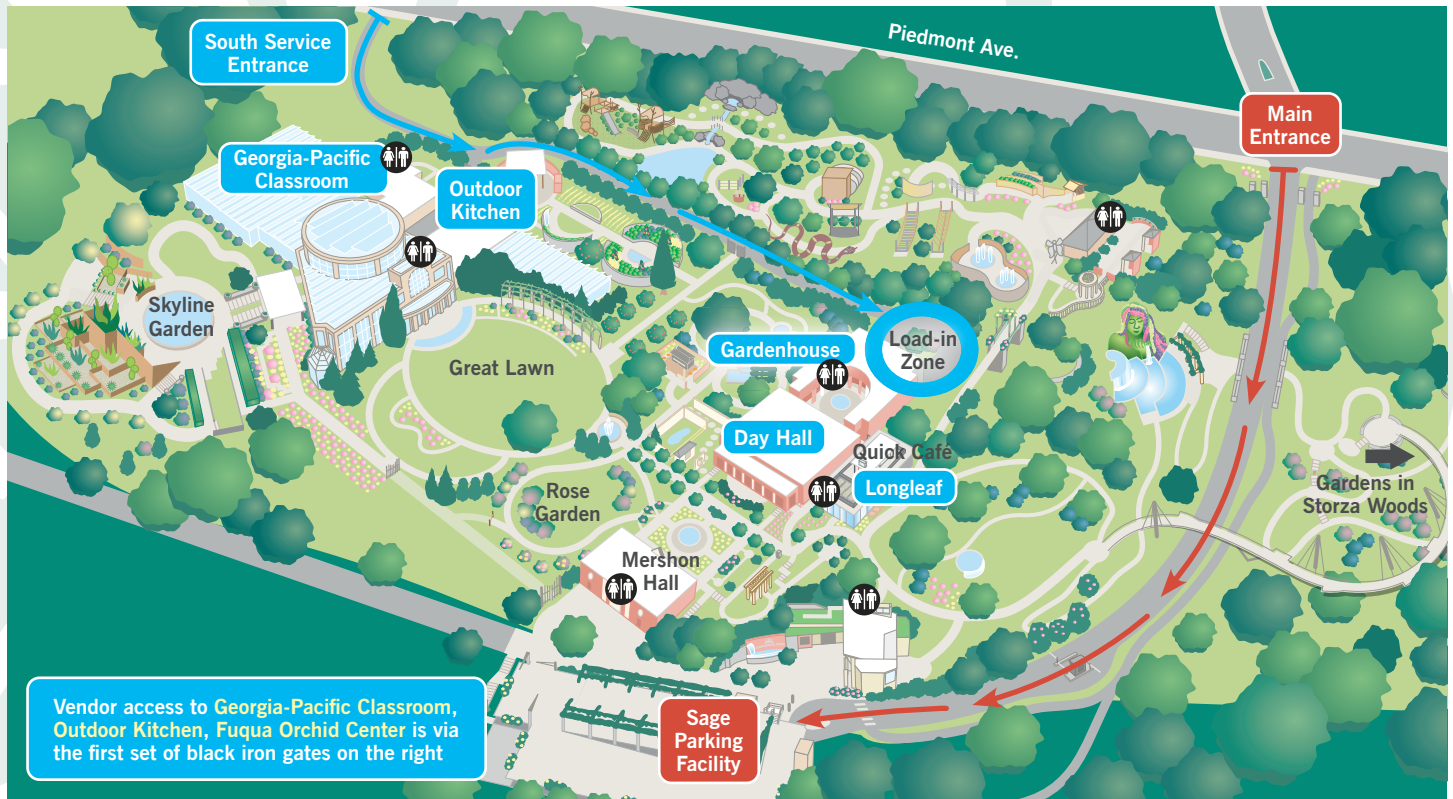 Piedmont Ave.
South Service
Entrance
Main
Entrance
Georgia-Pacific
Classroom
Outdoor
Kitchen
Skyline
Garden
Great Lawn
Gardenhouse
Load-in
Zone
Day Hall
Quick Café
Longleaf
Gardens in
Storza Woods
Rose
Garden
Mershon
Hall
Vendor access to Georgia-Pacific Classroom,
Outdoor Kitchen, Fuqua Orchid Center is via
the first set of black iron gates on the right
Sage
Parking
Facility